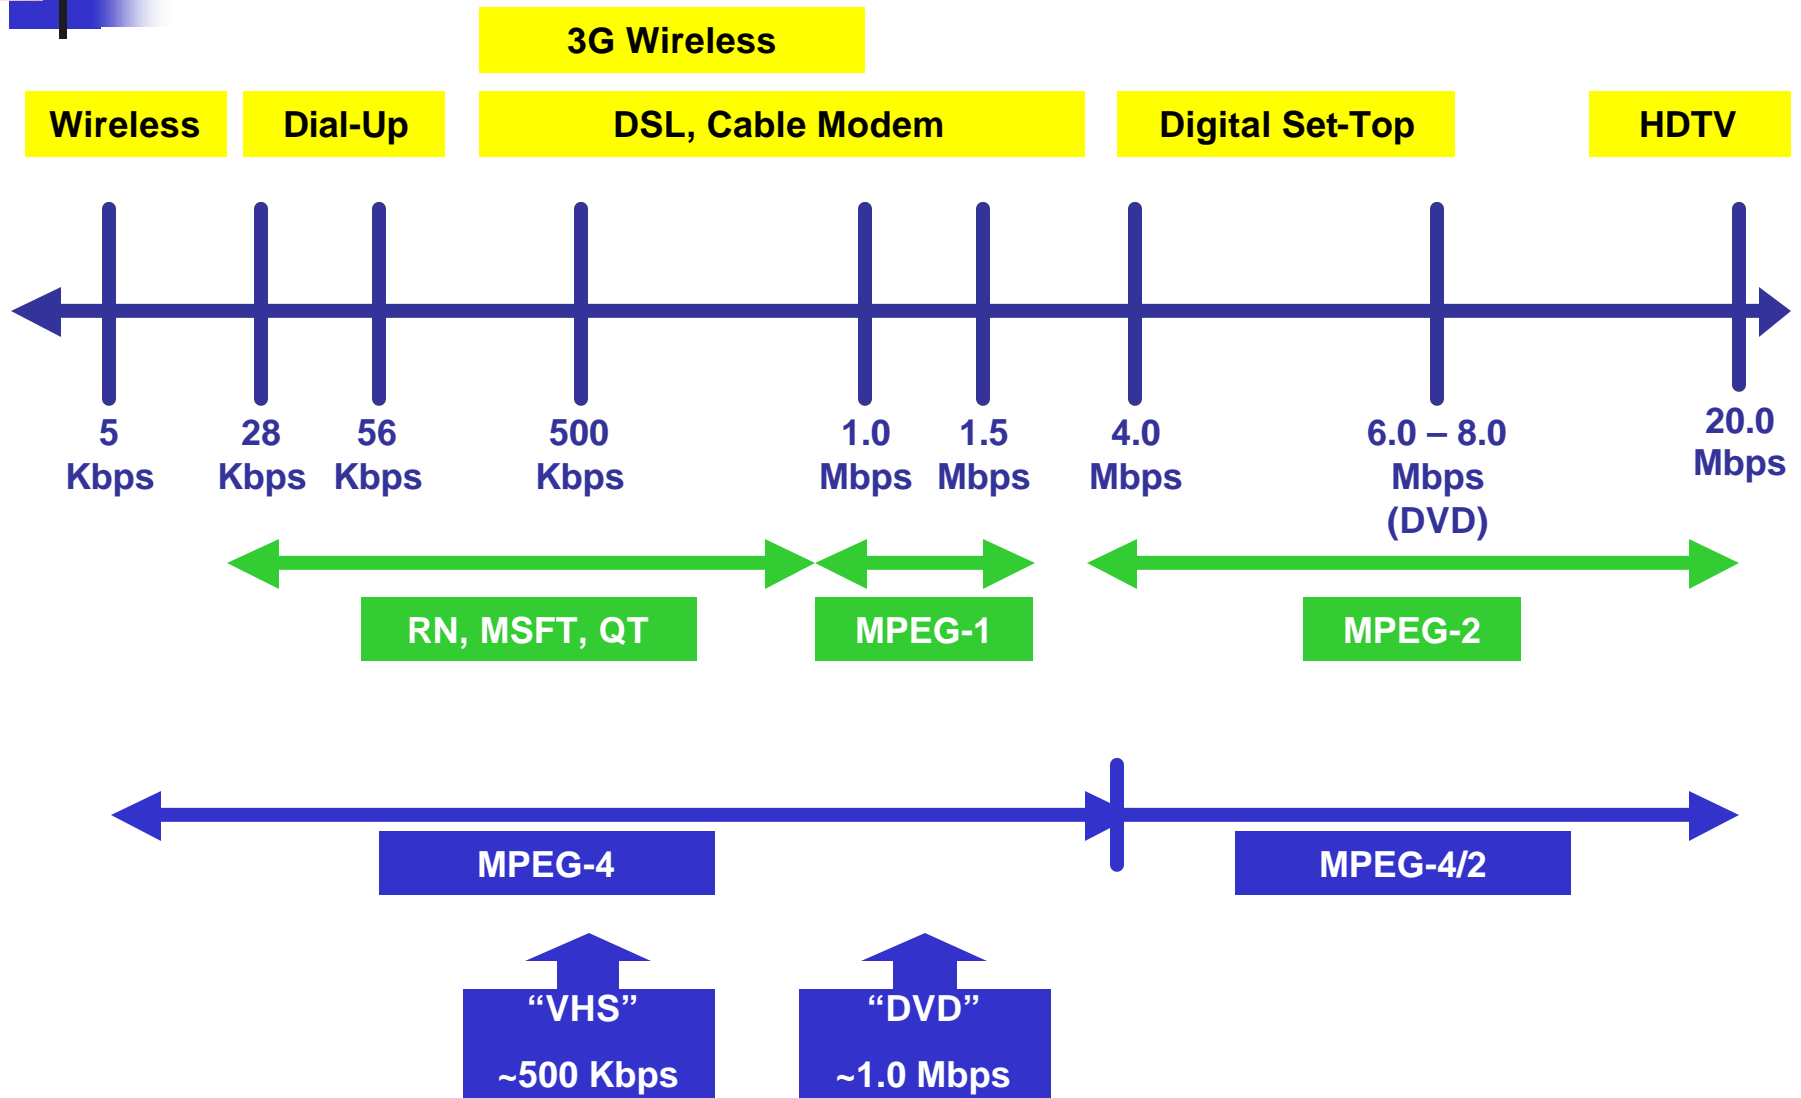 3G Wireless
Wireless
Dial-Up
DSL, Cable Modem
Digital Set-Top
HDTV
5
Kbps
28
Kbps
56
Kbps
500
Kbps
1.0
Mbps
1.5
Mbps
4.0
Mbps
6.0 – 8.0
Mbps
(DVD)
20.0
Mbps
RN, MSFT, QT
MPEG-1
MPEG-2
MPEG-4
MPEG-4/2
“VHS”
~500 Kbps
“DVD”
~1.0 Mbps